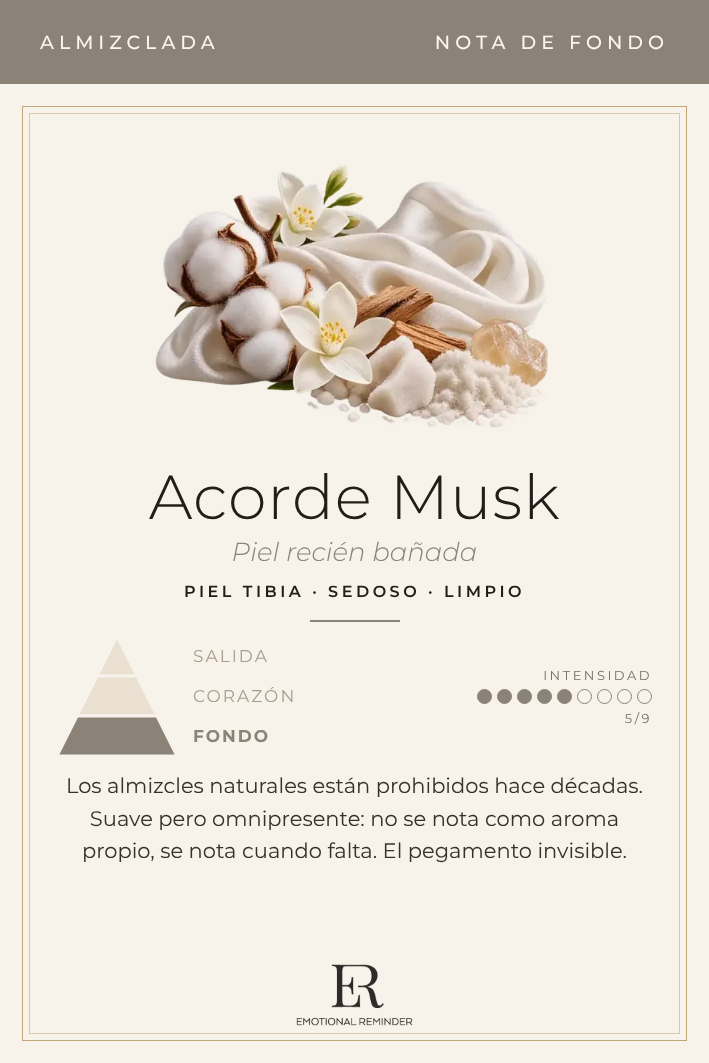 ALMIZCLADA
NOTA DE FONDO
Acorde Musk
Piel recién bañada
PIEL TIBIA · SEDOSO · LIMPIO
SALIDA
CORAZÓN
FONDO
INTENSIDAD
5/9
Los almizcles naturales están prohibidos hace décadas.
Suave pero omnipresente: no se nota como aroma
propio, se nota cuando falta. El pegamento invisible.
ER
EMOTIONAL REMINDER